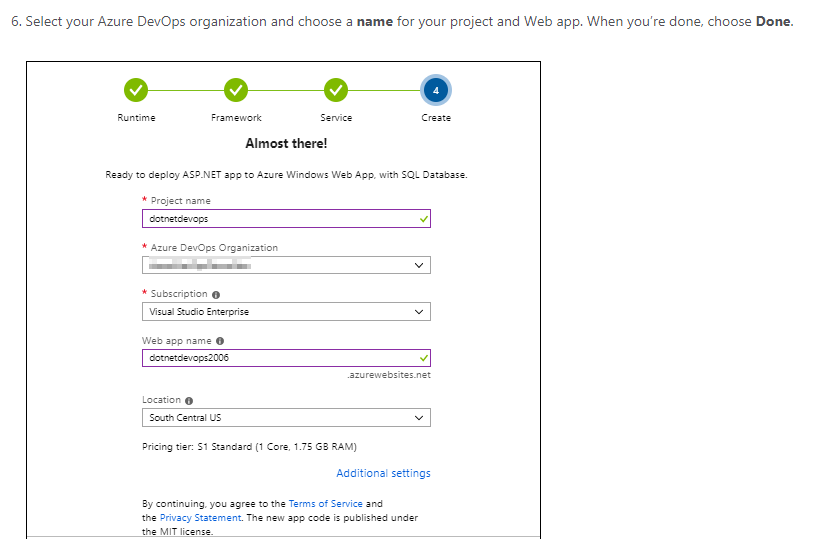 6. Select your Azure DevOps organization and choose a name for your project and Web app. When you're done, choose Done.
4
Runtime Framework Service Create
Almost there!
Ready to deploy ASP.NET app to Azure Windows Web App, with SQL Database.
* Project name
dotnetdevops
* Azure DevOps Organization
* Subscription
Visual Studio Enterprise
Web app name
dotnetdevops2006
.azurewebsites.net
Location
South Central US
Pricing tier: S1 Standard (1 Core, 1.75 GB RAM)
Additional settings
By continuing, you agree to the Terms of Service and
the Privacy Statement. The new app code is published under
the MIT license.